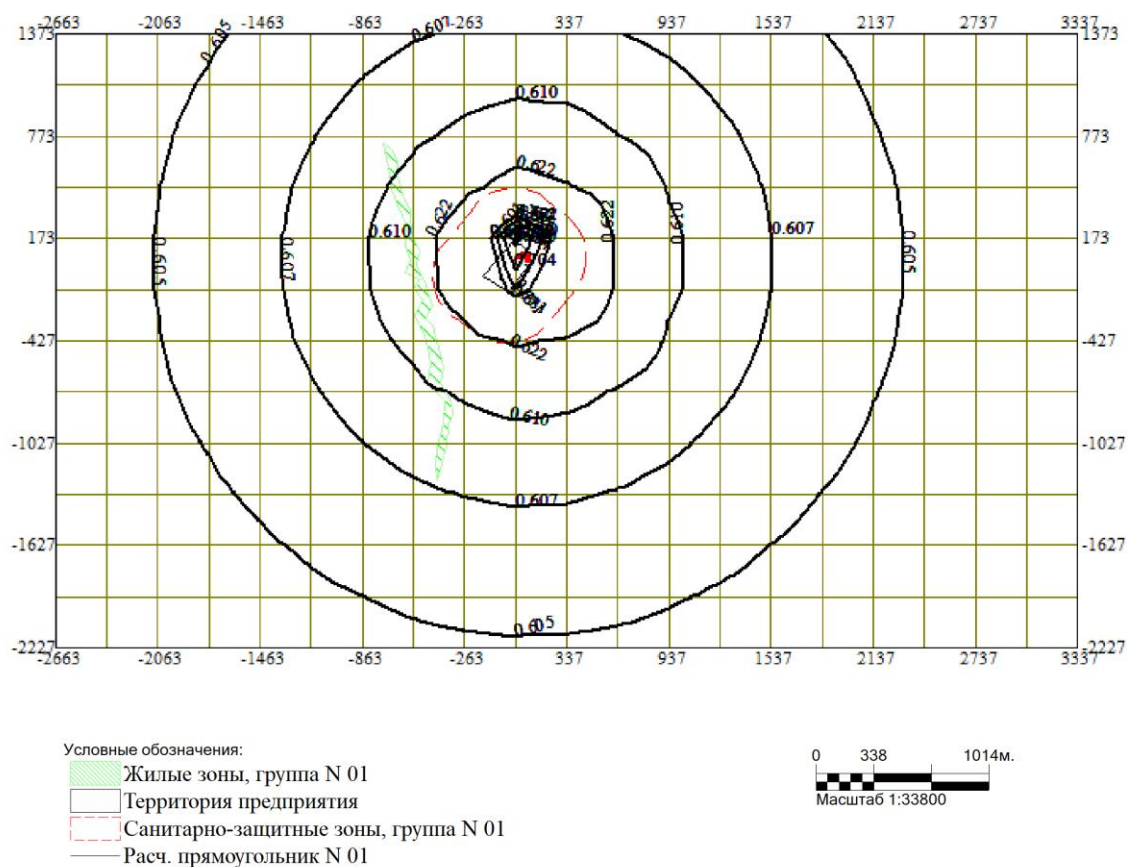 -2663 -2063 -1463 -863 -263 337 937 1537 2137 2737 3337
1373 0.605 0.607 1373
0.610
773 773
0.622
0.622 0.622 0.610
173 0.610 0.607 173
0.605 0.607 0.704 0.605
-427 0.622 -427
0.610
-1027 -1027
0.607
-1627 -1627
0.605
-2227 -2227
-2663 -2063 -1463 -863 -263 337 937 1537 2137 2737 3337
Условные обозначения:
Жилые зоны, группа N 01
Территория предприятия
Санитарно-защитные зоны, группа N 01
Расч. прямоугольник N 01
0 338 1014м.
Масштаб 1:33800